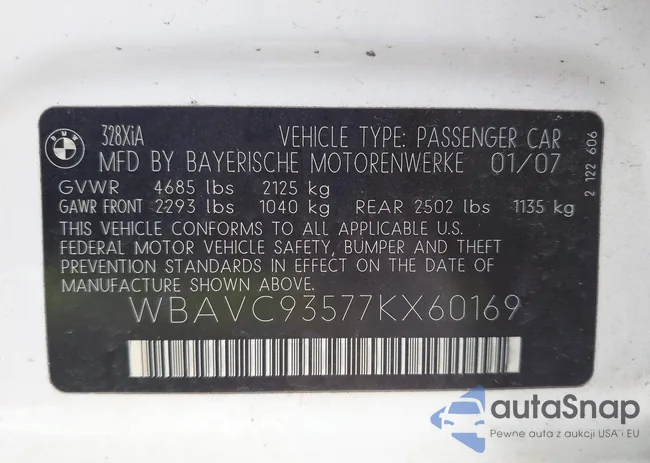 BMW
328XiA VEHICLE TYPE: PASSENGER CAR
MFD BY BAYERISCHE MOTORENWERKE 01/07
GVWR 4685 lbs 2125 kg
GAWR FRONT 2293 lbs 1040 kg REAR 2502 lbs 1135 kg
THIS VEHICLE CONFORMS TO ALL APPLICABLE U.S.
FEDERAL MOTOR VEHICLE SAFETY, BUMPER AND THEFT
PREVENTION STANDARDS IN EFFECT ON THE DATE OF
MANUFACTURE SHOWN ABOVE.
WBAVC93577KX60169
2 122 606
autaSnap
Pewne auta z aukcji USA i EU